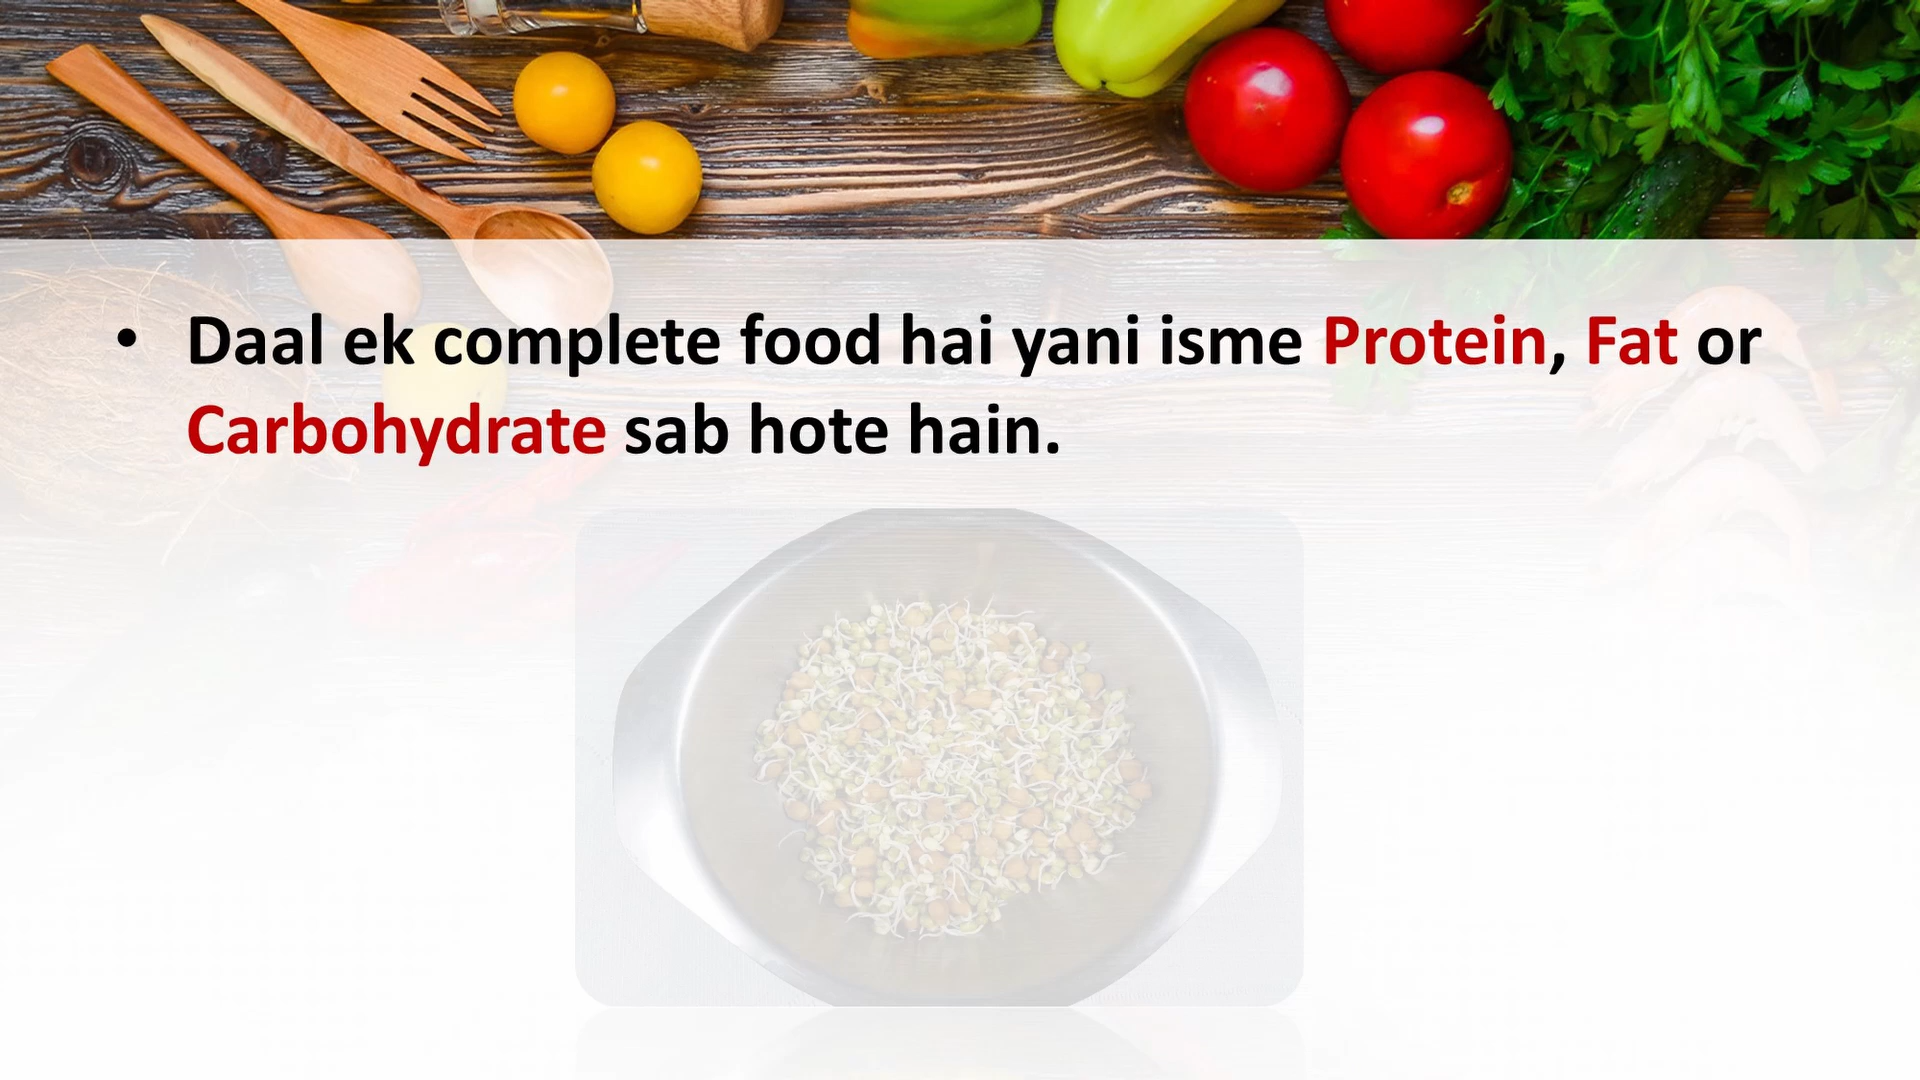 • Daal ek complete food hai yani isme Protein, Fat or
Carbohydrate sab hote hain.